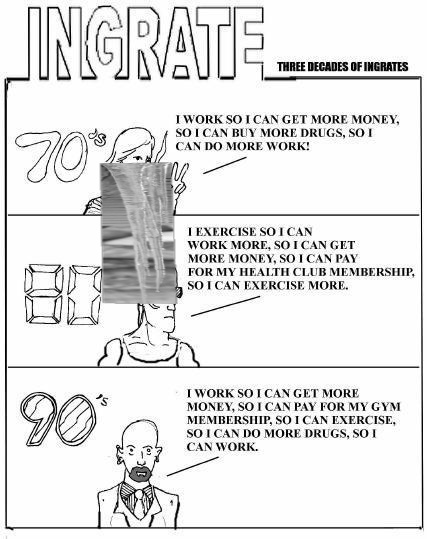 INGRATE
THREE DECADES OF INGRATES
70's
I WORK SO I CAN GET MORE MONEY,
SO I CAN BUY MORE DRUGS, SO I
CAN DO MORE WORK!
80
I EXERCISE SO I CAN
WORK MORE, SO I CAN GET
MORE MONEY, SO I CAN PAY
FOR MY HEALTH CLUB MEMBERSHIP,
SO I CAN EXERCISE MORE.
90's
I WORK SO I CAN GET MORE
MONEY, SO I CAN PAY FOR MY GYM
MEMBERSHIP, SO I CAN EXERCISE,
SO I CAN DO MORE DRUGS, SO I
CAN WORK.